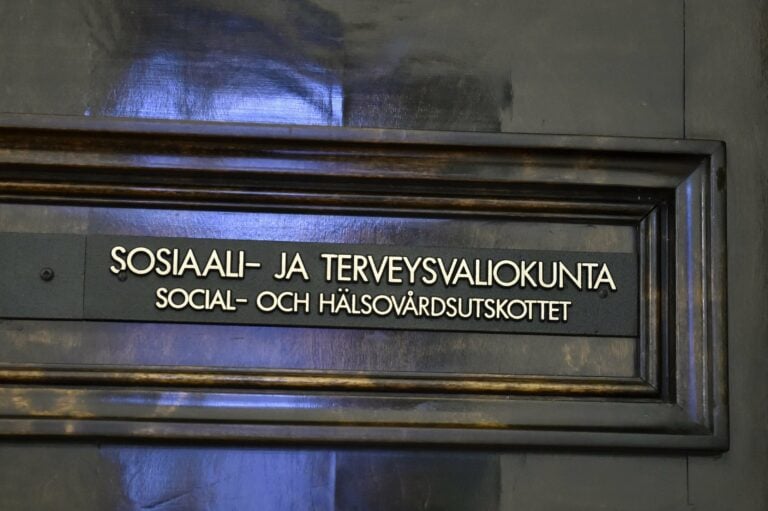 SOSIAALI- JA TERVEYSVALIOKUNTA
SOCIAL- OCH HÄLSOVÅRDSUTSKOTTET